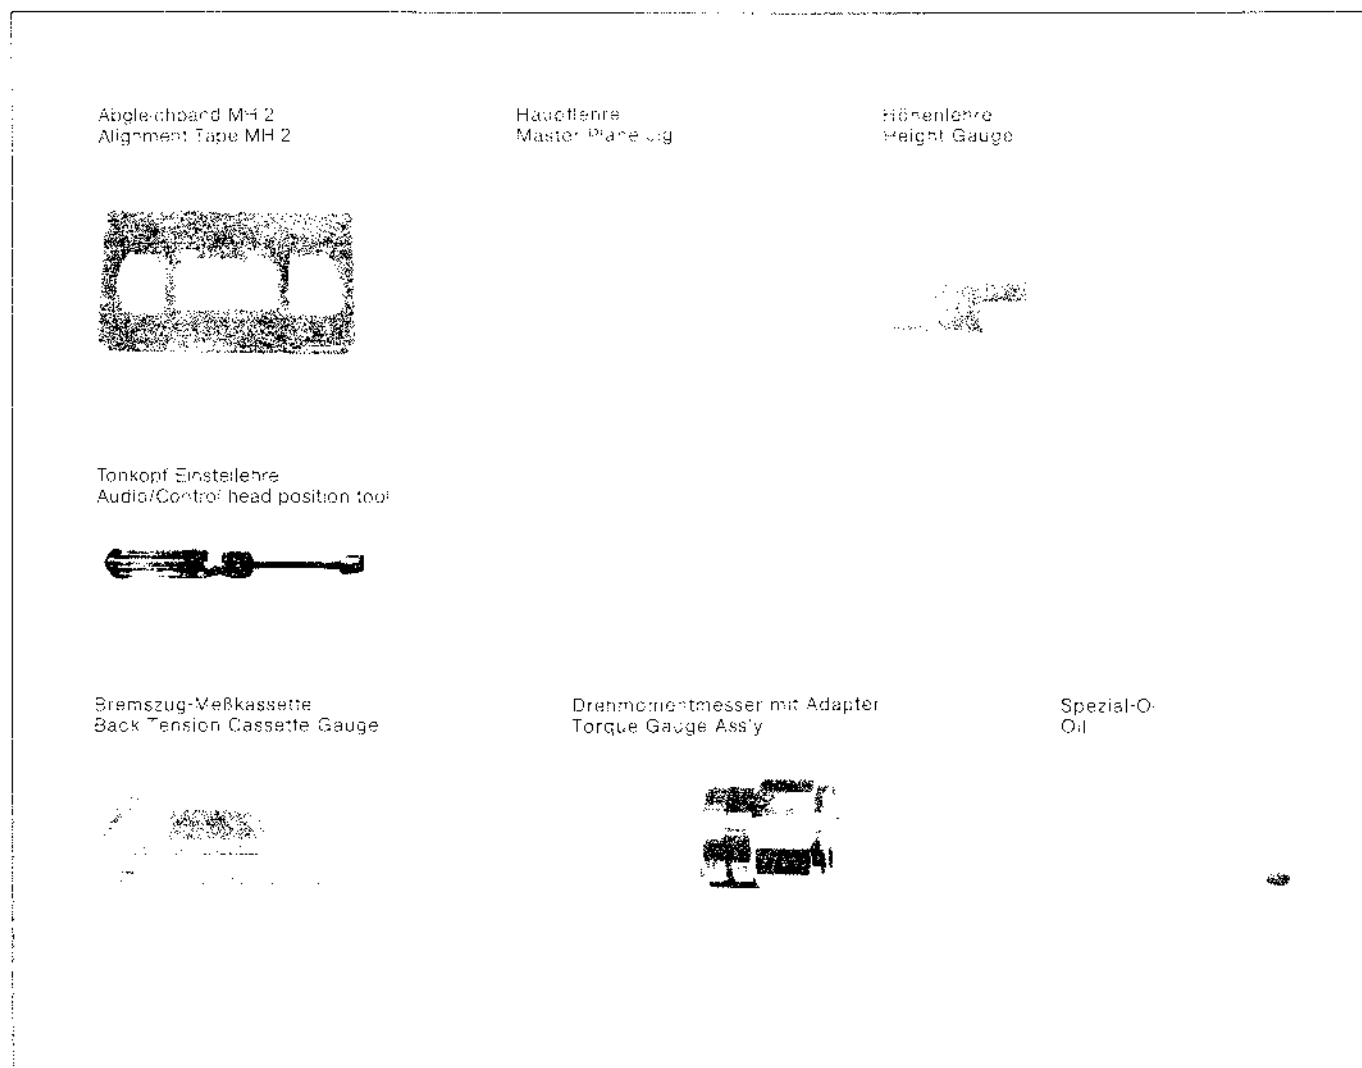 Abgleichband MH 2
Alignment Tape MH 2
Hauptlehre
Master Plane Jig
Höhenlehre
Height Gauge
Tonkopf Einstellehre
Audio/Control head position tool
Bremszug-Meßkassette
Back Tension Cassette Gauge
Drehmomentmesser mit Adapter
Torque Gauge Ass'y
Spezial-Ö
Oil